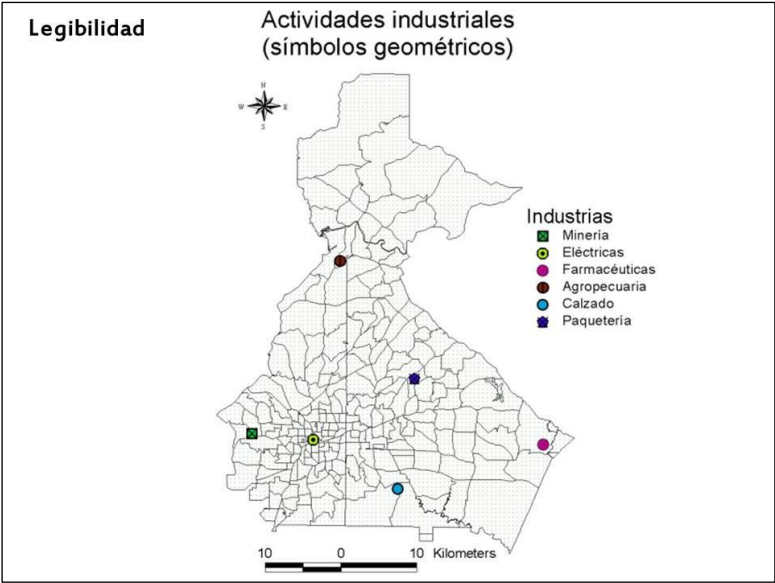 Legibilidad
Actividades industriales
(símbolos geométricos)
N
W E
S
Industrias
Minería
Eléctricas
Farmacéuticas
Agropecuaria
Calzado
Paquetería
10 0 10 Kilometers